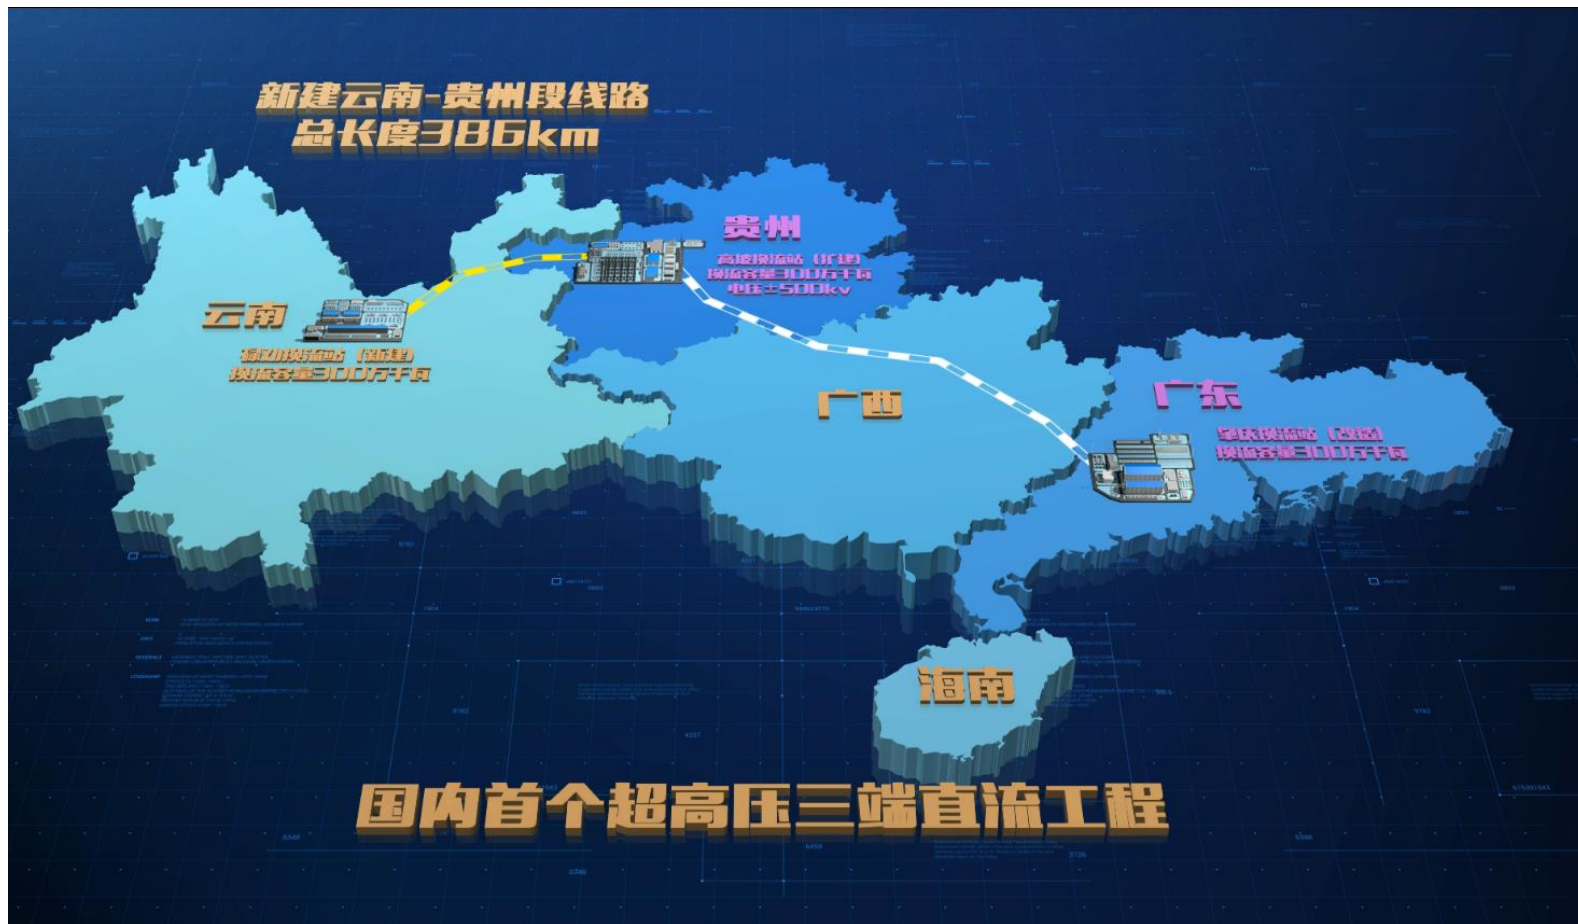 新建云南-贵州段线路
总长度386km
贵州
高坡换流站（扩建）
换流容量300万千瓦
电压±500kv
云南
禄劝换流站（新建）
换流容量300万千瓦
广东
广西
肇庆换流站（改造）
换流容量300万千瓦
海南
国内首个超高压三端直流工程